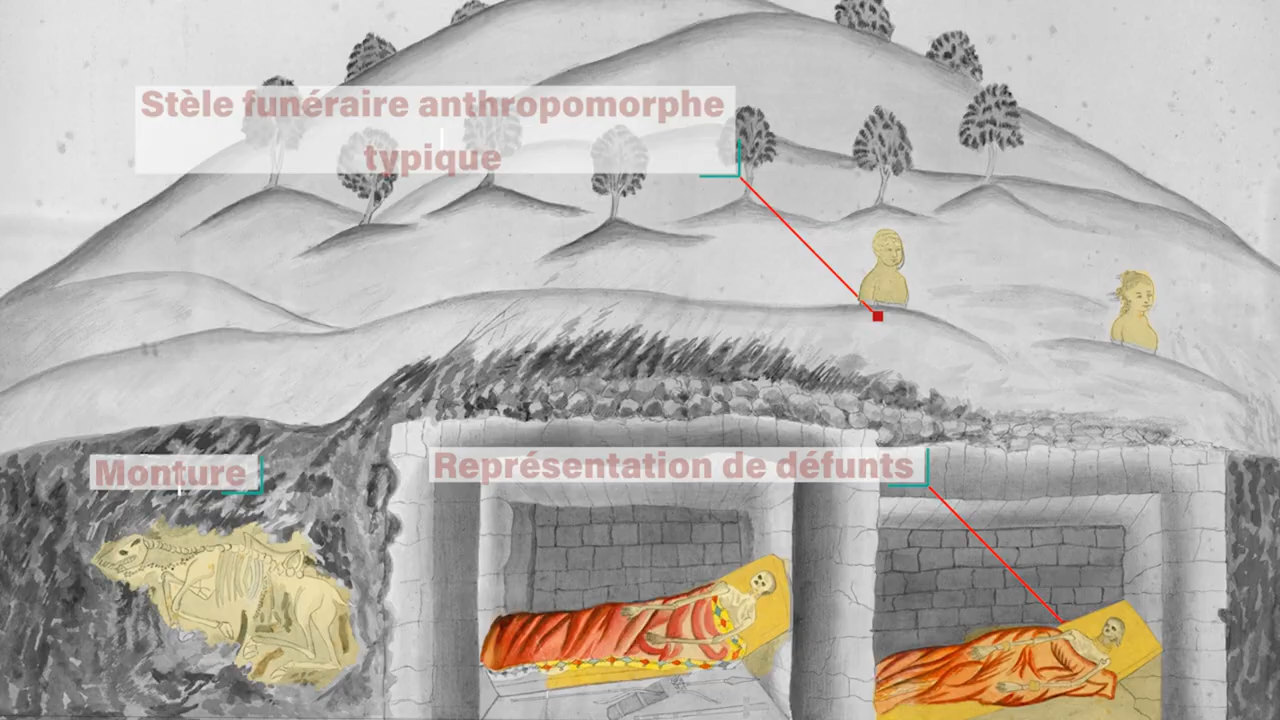 Stèle funéraire anthropomorphe
typique
Monture
Représentation de défunts